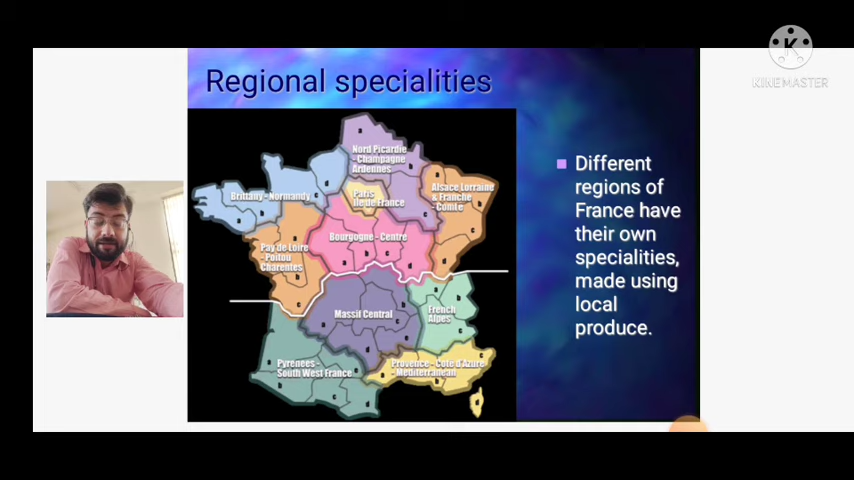 KINEMASTER
Regional specialities
a
Nord Picardie
- Champagne
Ardennes
b
c
Brittany - Normandy
a
b
c
d
Paris
Ile de France
Alsace Lorraine
& Franche
- Comte
a
b
c
d
Pay de Loire
- Poitou
Charentes
a
b
c
Bourgogne - Centre
a
b
c
d
Massif Central
a
b
c
d
e
French
Alpes
a
b
c
Pyrenees -
South West France
a
b
c
d
e
Provence - Cote d'Azure
- Mediterranean
a
b
c
d
Different
regions of
France have
their own
specialities,
made using
local
produce.